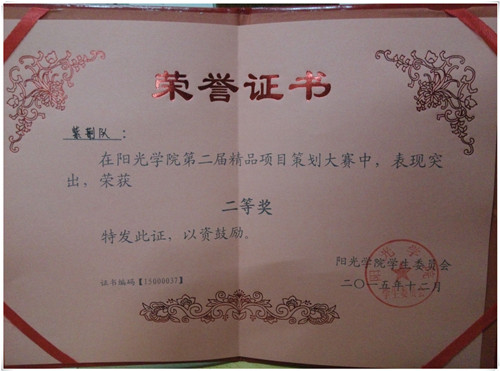 荣誉证书
紫荆队：
在阳光学院第二届精品项目策划大赛中，表现突
出，荣获
二等奖
特发此证，以资鼓励。
阳光学院学生委员会
二〇一五年十二月
证书编码【15000037】